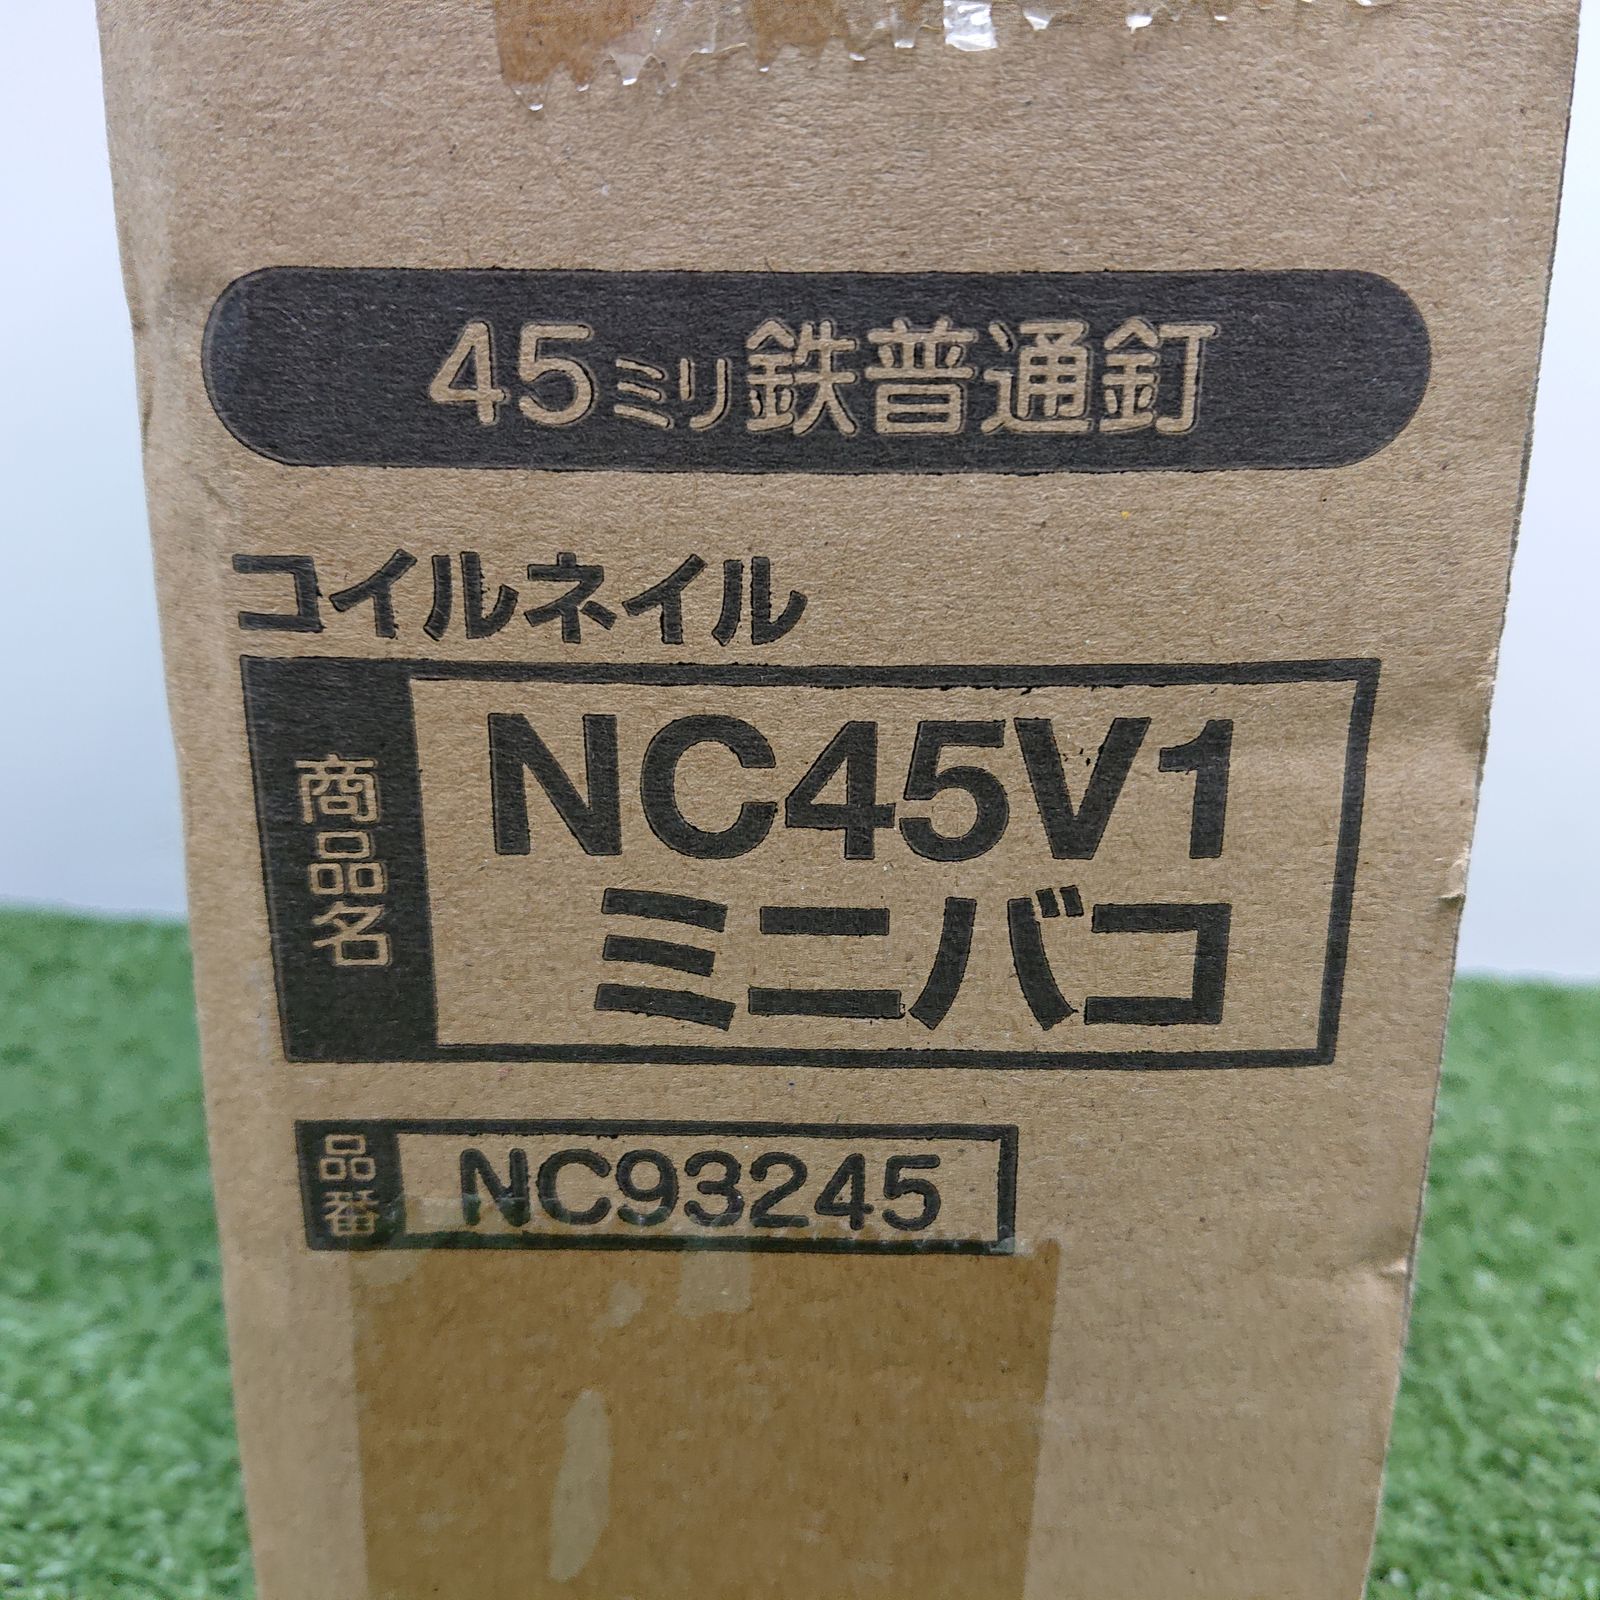 45ミリ鉄普通釘
コイルネイル
商品名
NC45V1
ミニバコ
品番
NC93245